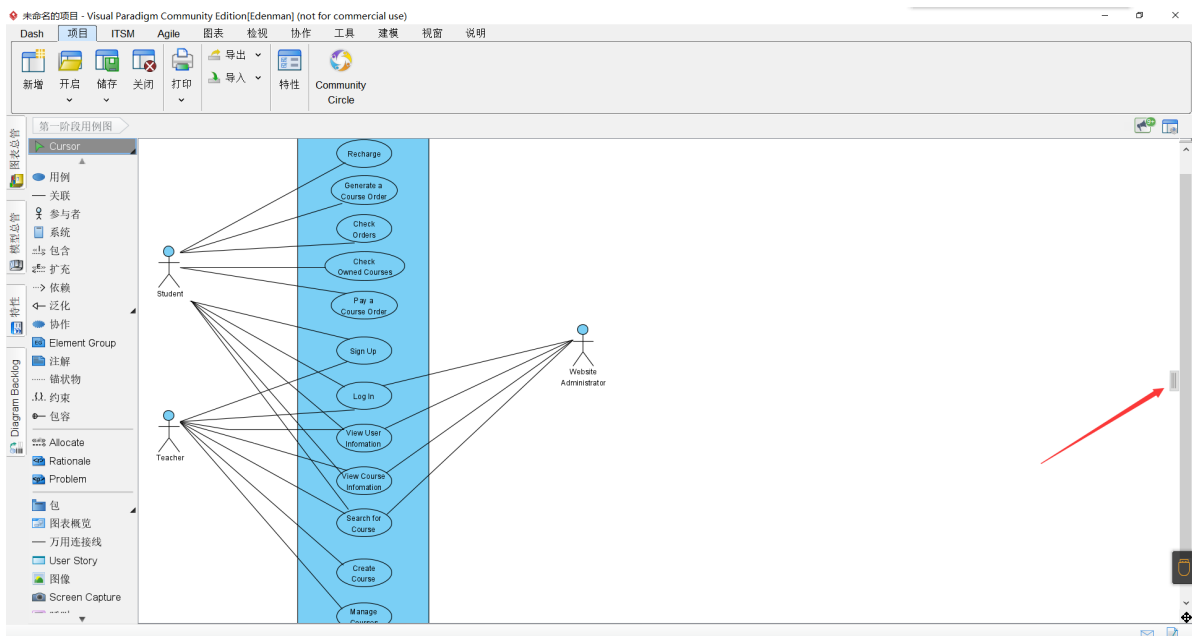 未命名的项目 - Visual Paradigm Community Edition[Edenman] (not for commercial use)
Dash 项目 ITSM Agile 图表 检视 协作 工具 建模 视窗 说明
新增 开启 储存 关闭 打印 导出 导入 特性 Community Circle
第一阶段用例图
图表总管
模型总管
特性
Diagram Backlog
Cursor
用例
关联
参与者
系统
包含
扩充
依赖
泛化
协作
Element Group
注解
锚状物
约束
包容
Allocate
Rationale
Problem
包
图表概览
万用连接线
User Story
图像
Screen Capture
Recharge
Generate a
Course Order
Check
Orders
Check
Owned Courses
Pay a
Course Order
Sign Up
Log In
View User
Infomation
View Course
Infomation
Search for
Course
Create
Course
Manage
Courses
Student
Teacher
Website
Administrator